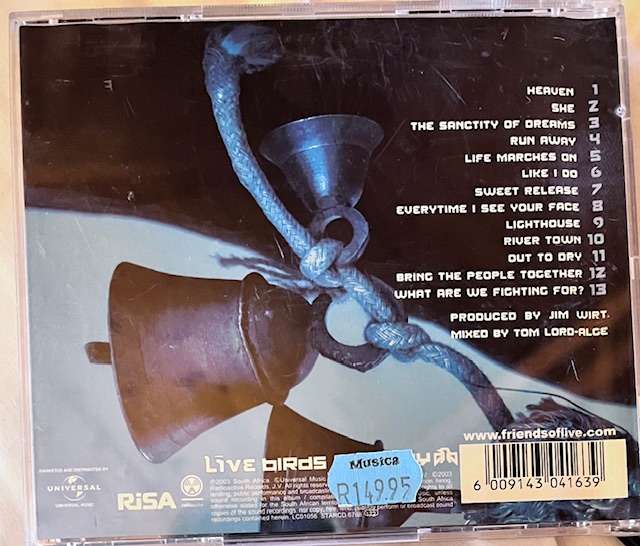 HEAVEN 1
SHE 2
THE SANCTITY OF DREAMS 3
RUN AWAY 4
LIFE MARCHES ON 5
LIKE I DO 6
SWEET RELEASE 7
EVERYTIME I SEE YOUR FACE 8
LIGHTHOUSE 9
RIVER TOWN 10
OUT TO DRY 11
BRING THE PEOPLE TOGETHER 12
WHAT ARE WE FIGHTING FOR? 13
PRODUCED BY JIM WIRT.
MIXED BY TOM LORD-ALGE
www.friendsoflive.com
LIVE BIRDS
Musica
R149.95
6 009143 041639
UNIVERSAL
UNIVERSAL MUSIC
RISA